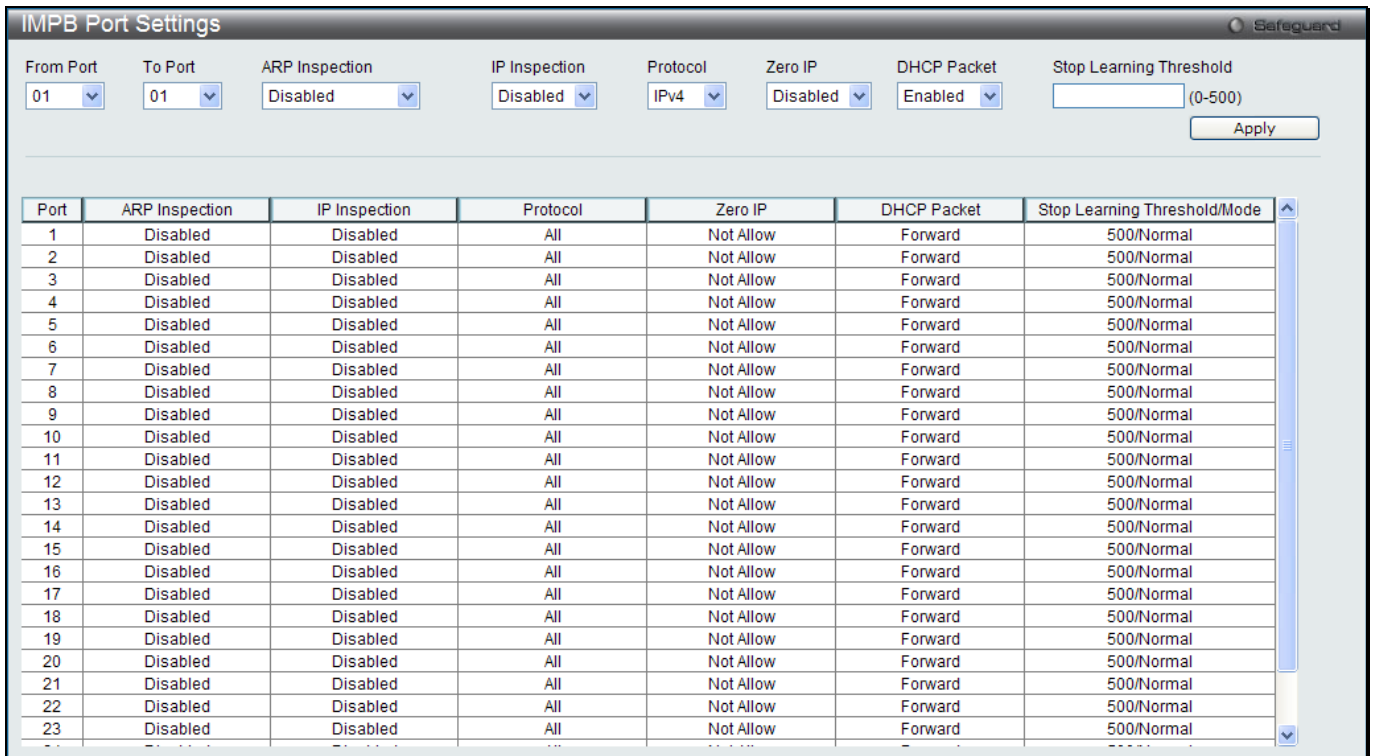 IMPB Port Settings Safeguard
From Port To Port ARP Inspection IP Inspection Protocol Zero IP DHCP Packet Stop Learning Threshold
01 01 Disabled Disabled IPv4 Disabled Enabled (0-500)
Apply
Port ARP Inspection IP Inspection Protocol Zero IP DHCP Packet Stop Learning Threshold/Mode
1 Disabled Disabled All Not Allow Forward 500/Normal
2 Disabled Disabled All Not Allow Forward 500/Normal
3 Disabled Disabled All Not Allow Forward 500/Normal
4 Disabled Disabled All Not Allow Forward 500/Normal
5 Disabled Disabled All Not Allow Forward 500/Normal
6 Disabled Disabled All Not Allow Forward 500/Normal
7 Disabled Disabled All Not Allow Forward 500/Normal
8 Disabled Disabled All Not Allow Forward 500/Normal
9 Disabled Disabled All Not Allow Forward 500/Normal
10 Disabled Disabled All Not Allow Forward 500/Normal
11 Disabled Disabled All Not Allow Forward 500/Normal
12 Disabled Disabled All Not Allow Forward 500/Normal
13 Disabled Disabled All Not Allow Forward 500/Normal
14 Disabled Disabled All Not Allow Forward 500/Normal
15 Disabled Disabled All Not Allow Forward 500/Normal
16 Disabled Disabled All Not Allow Forward 500/Normal
17 Disabled Disabled All Not Allow Forward 500/Normal
18 Disabled Disabled All Not Allow Forward 500/Normal
19 Disabled Disabled All Not Allow Forward 500/Normal
20 Disabled Disabled All Not Allow Forward 500/Normal
21 Disabled Disabled All Not Allow Forward 500/Normal
22 Disabled Disabled All Not Allow Forward 500/Normal
23 Disabled Disabled All Not Allow Forward 500/Normal